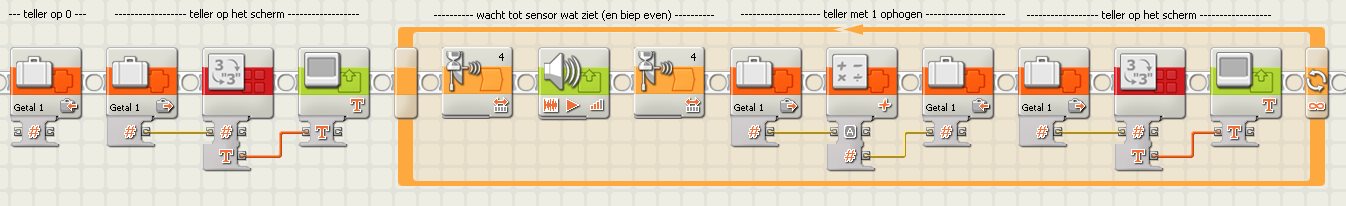 --- teller op 0 ---
---------------- teller op het scherm ------------------
---------- wacht tot sensor wat ziet (en biep even) ----------
-------------------- teller met 1 ophogen --------------------
------------------ teller op het scherm ------------------
Getal 1
Getal 1
3
"3"
T
4
4
Getal 1
Getal 1
Getal 1
3
"3"
T
#
#
#
T
T
#
A
#
#
#
#
T
T